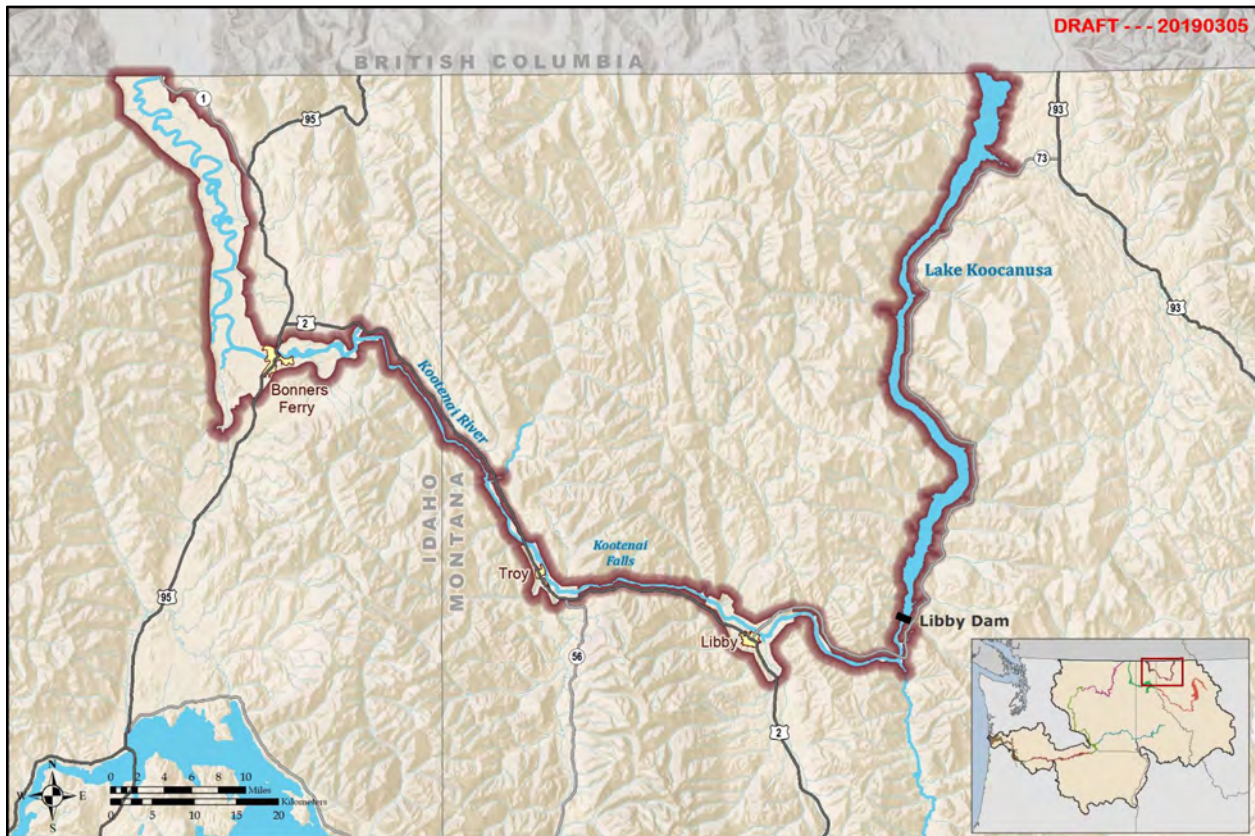 DRAFT - - - 20190305
BRITISH COLUMBIA
1
95
93
73
Lake Koocanusa
93
2
Bonners
Ferry
Kootenai River
IDAHO
MONTANA
Kootenai
Falls
Troy
95
56
Libby
Libby Dam
2
N
W
E
S
0 2 4 6 8 10
Miles
0 5 10 15 20
Kilometers